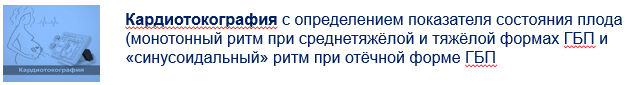 Кардиотокография с определением показателя состояния плода
(монотонный ритм при среднетяжёлой и тяжёлой формах ГБП и
«синусоидальный» ритм при отёчной форме ГБП
Кардиотокография